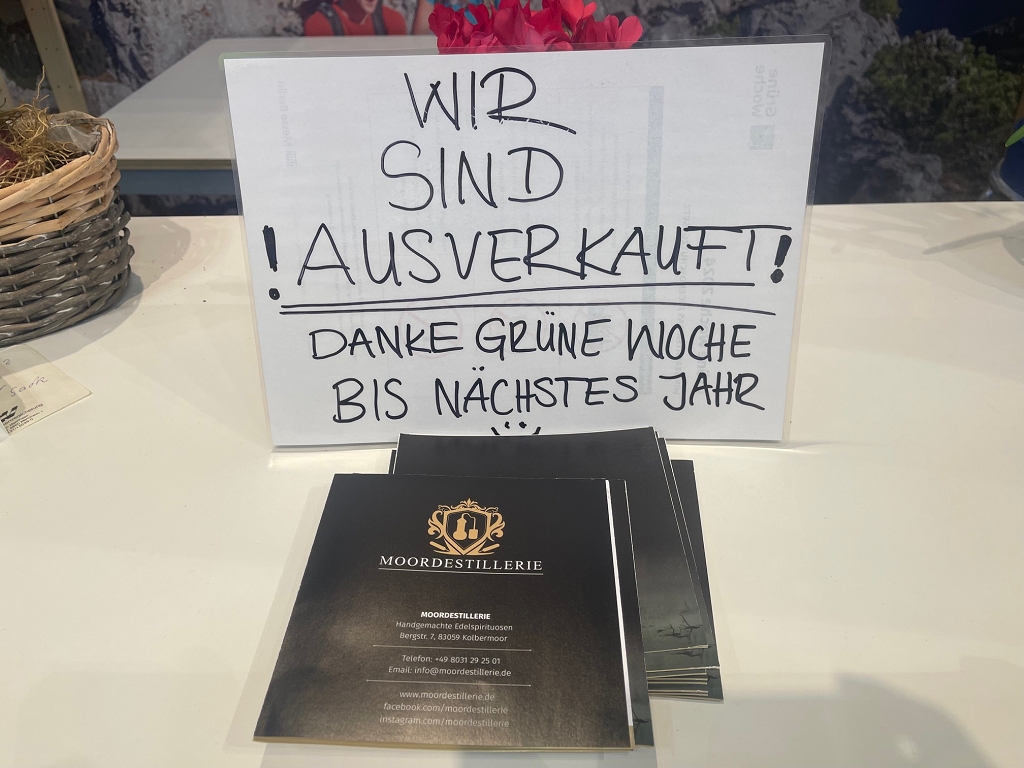 WIR
SIND
! AUSVERKAUFT !
DANKE GRÜNE WOCHE
BIS NÄCHSTES JAHR
MOORDESTILLERIE
MOORDESTILLERIE
Handgemachte Edelspirituosen
Bergstr. 7, 83059 Kolbermoor
Telefon: +49 8031 29 25 01
Email: info@moordestillerie.de
www.moordestillerie.de
facebook.com/moordestillerie
instagram.com/moordestillerie